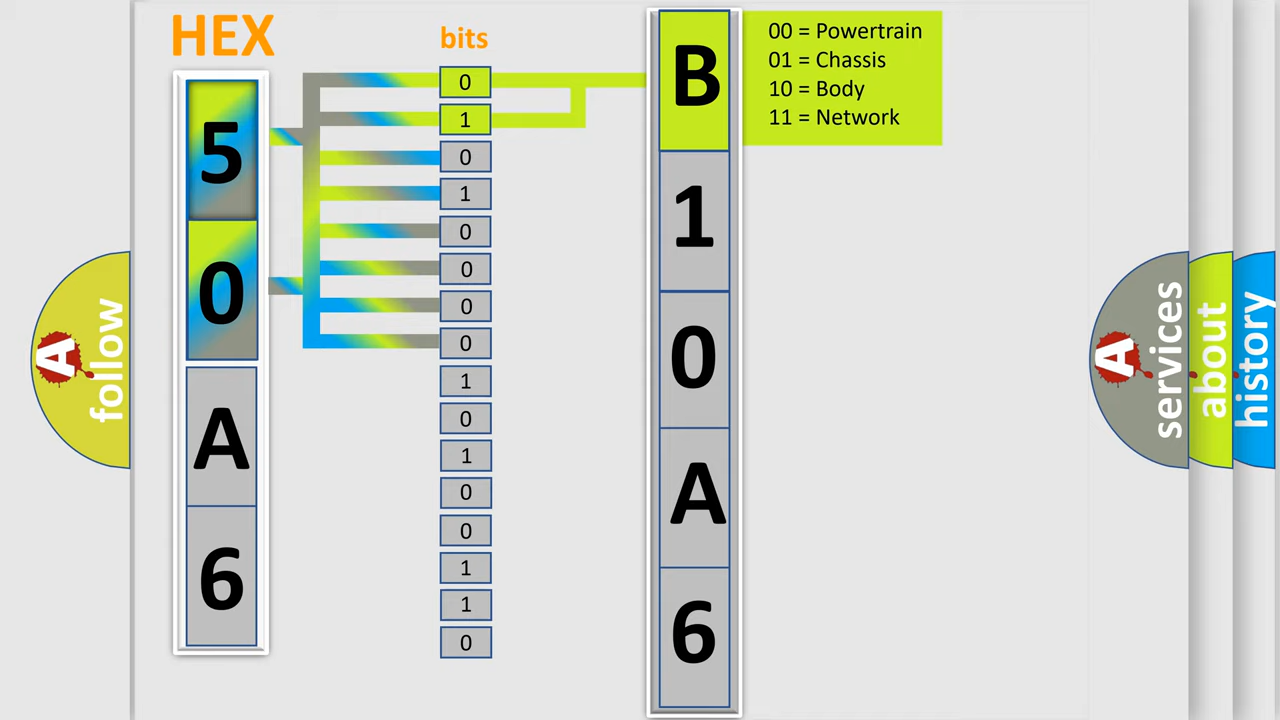 HEX
bits
5
0
A
6
0
1
0
1
0
0
0
0
1
0
1
0
0
1
1
0
B
1
0
A
6
00 = Powertrain
01 = Chassis
10 = Body
11 = Network
A
follow
A
services
about
history